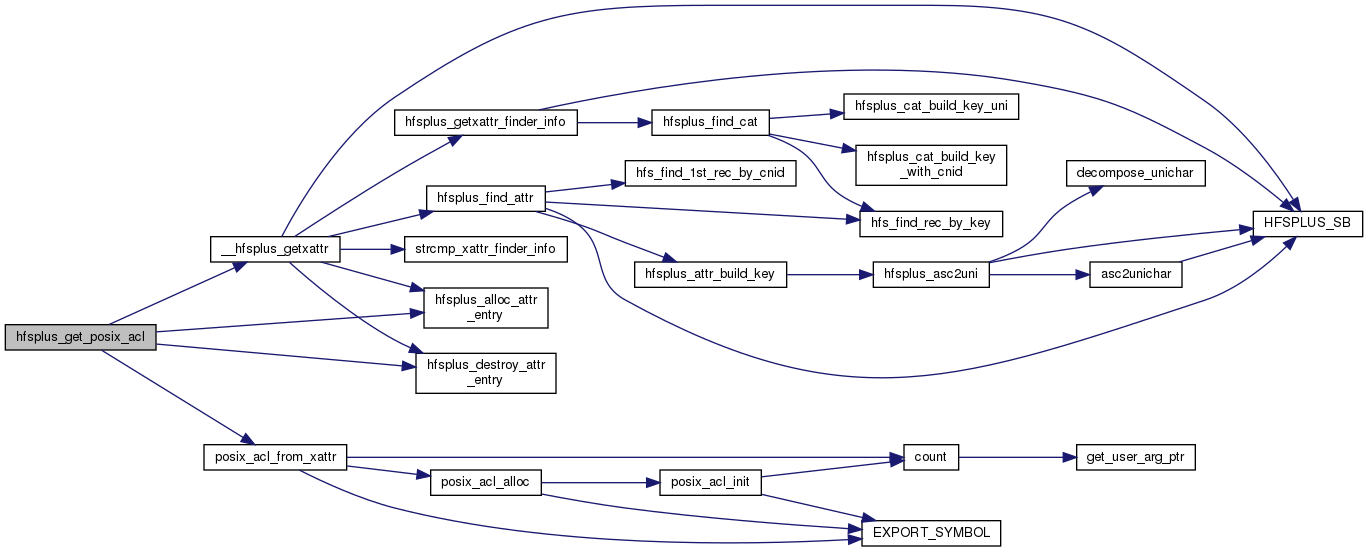 hfsplus_get_posix_acl
__hfsplus_getxattr
hfsplus_getxattr_finder_info
hfsplus_find_cat
hfsplus_cat_build_key_uni
hfsplus_cat_build_key
_with_cnid
hfs_find_rec_by_key
hfsplus_find_attr
hfs_find_1st_rec_by_cnid
hfsplus_attr_build_key
hfsplus_asc2uni
decompose_unichar
asc2unichar
HFSPLUS_SB
strcmp_xattr_finder_info
hfsplus_alloc_attr
_entry
hfsplus_destroy_attr
_entry
posix_acl_from_xattr
posix_acl_alloc
posix_acl_init
count
get_user_arg_ptr
EXPORT_SYMBOL